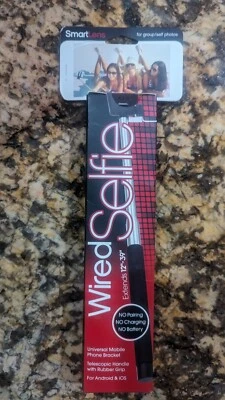 SmartLens
for group/self photos
Wired Selfie
Extends 12"-39"
NO Pairing
NO Charging
NO Battery
Universal Mobile
Phone Bracket
Telescopic Handle
with Rubber Grip
For Android & iOS